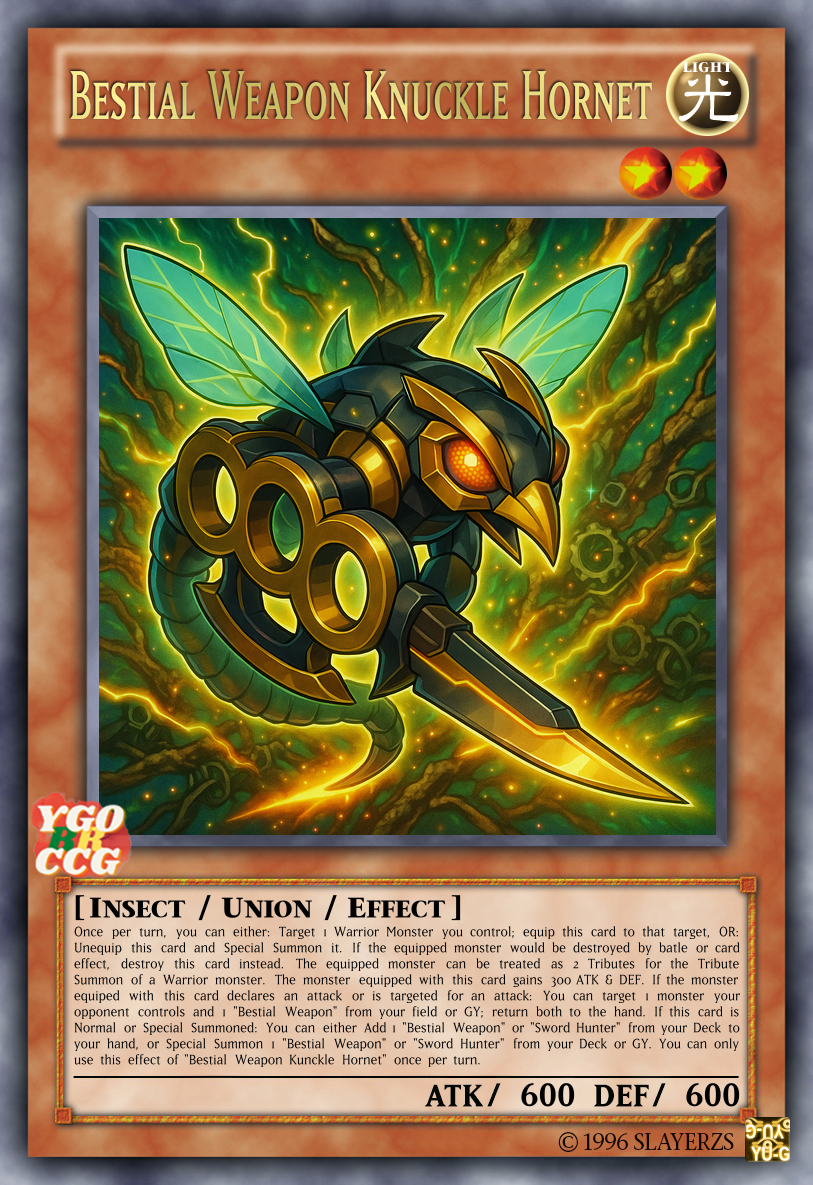 BESTIAL WEAPON KNUCKLE HORNET
LIGHT
光
YGO
RR
CCG
[ INSECT / UNION / EFFECT ]
Once per turn, you can either: Target 1 Warrior Monster you control; equip this card to that target, OR:
Unequip this card and Special Summon it. If the equipped monster would be destroyed by batle or card
effect, destroy this card instead. The equipped monster can be treated as 2 Tributes for the Tribute
Summon of a Warrior monster. The monster equipped with this card gains 300 ATK & DEF. If the monster
equiped with this card declares an attack or is targeted for an attack: You can target 1 monster your
opponent controls and 1 "Bestial Weapon" from your field or GY; return both to the hand. If this card is
Normal or Special Summoned: You can either Add 1 "Bestial Weapon" or "Sword Hunter" from your Deck to
your hand, or Special Summon 1 "Bestial Weapon" or "Sword Hunter" from your Deck or GY. You can only
use this effect of "Bestial Weapon Kunckle Hornet" once per turn.
ATK/ 600 DEF/ 600
© 1996 SLAYERZS